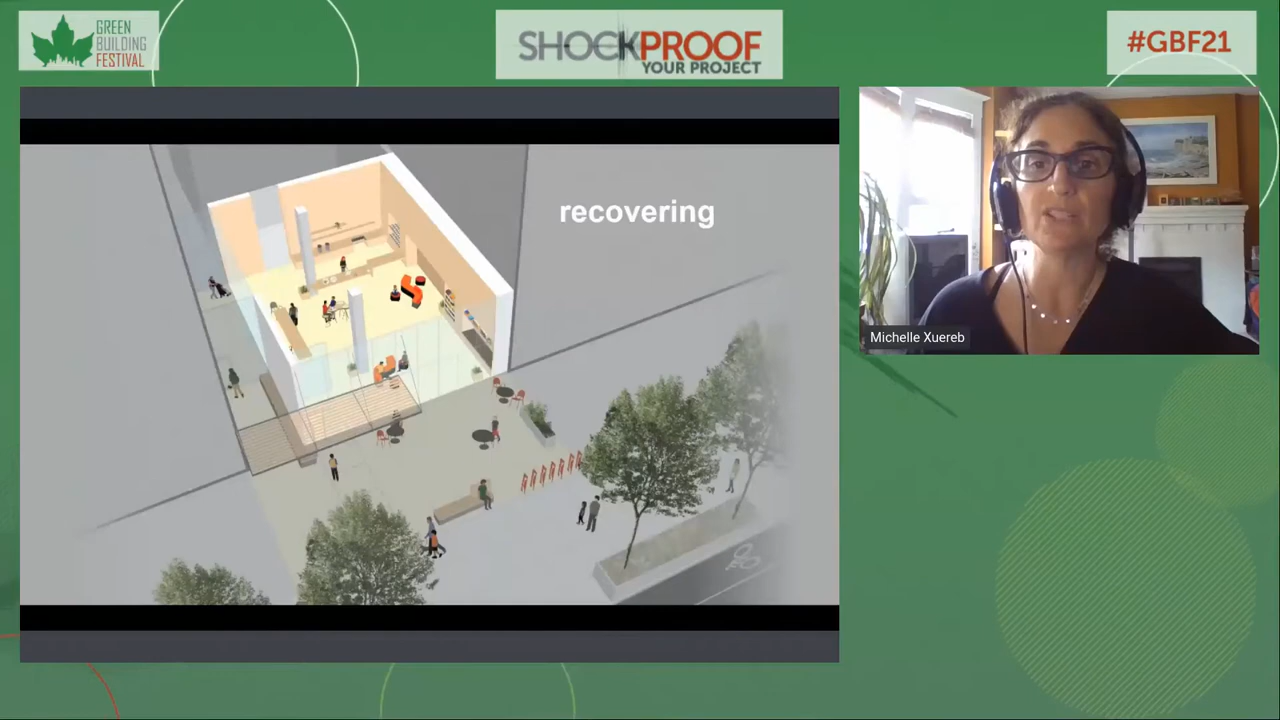 GREEN
BUILDING
FESTIVAL
SHOCKPROOF
YOUR PROJECT
#GBF21
recovering
Michelle Xuereb